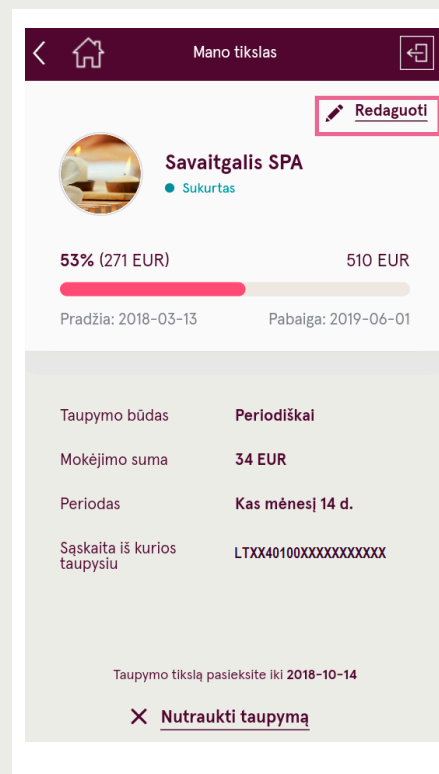 Mano tikslas
Redaguoti
Savaitgalis SPA
Sukurtas
53% (271 EUR) 510 EUR
Pradžia: 2018-03-13 Pabaiga: 2019-06-01
Taupymo būdas Periodiškai
Mokėjimo suma 34 EUR
Periodas Kas mėnesį 14 d.
Sąskaita iš kurios
taupysiu LTXX40100XXXXXXXXXXX
Taupymo tikslą pasieksite iki 2018-10-14
Nutraukti taupymą